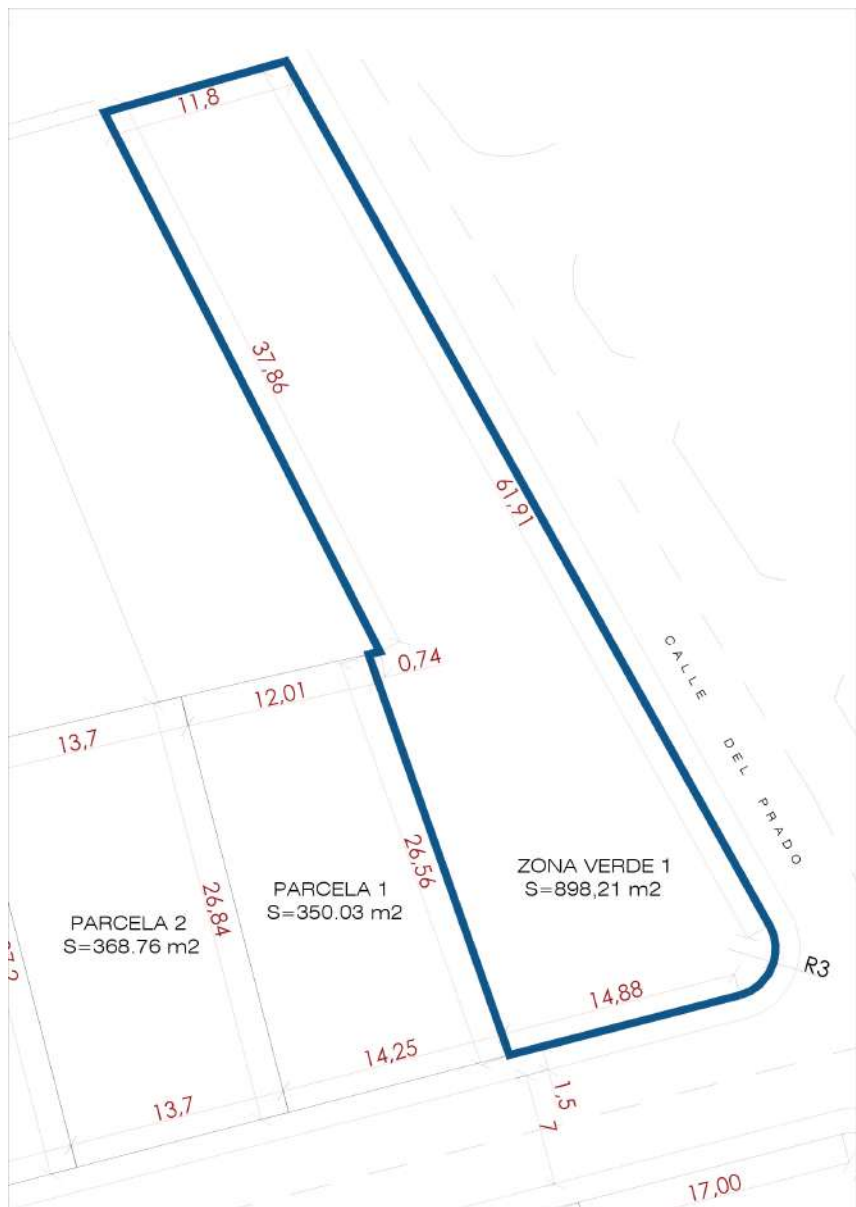 11,8
37,86
61,91
0,74
12,01
13,7
CALLE DEL PRADO
26,56
ZONA VERDE 1
S=898,21 m2
PARCELA 1
S=350.03 m2
26,84
PARCELA 2
S=368.76 m2
R3
14,88
14,25
13,7
1,5
7
17,00